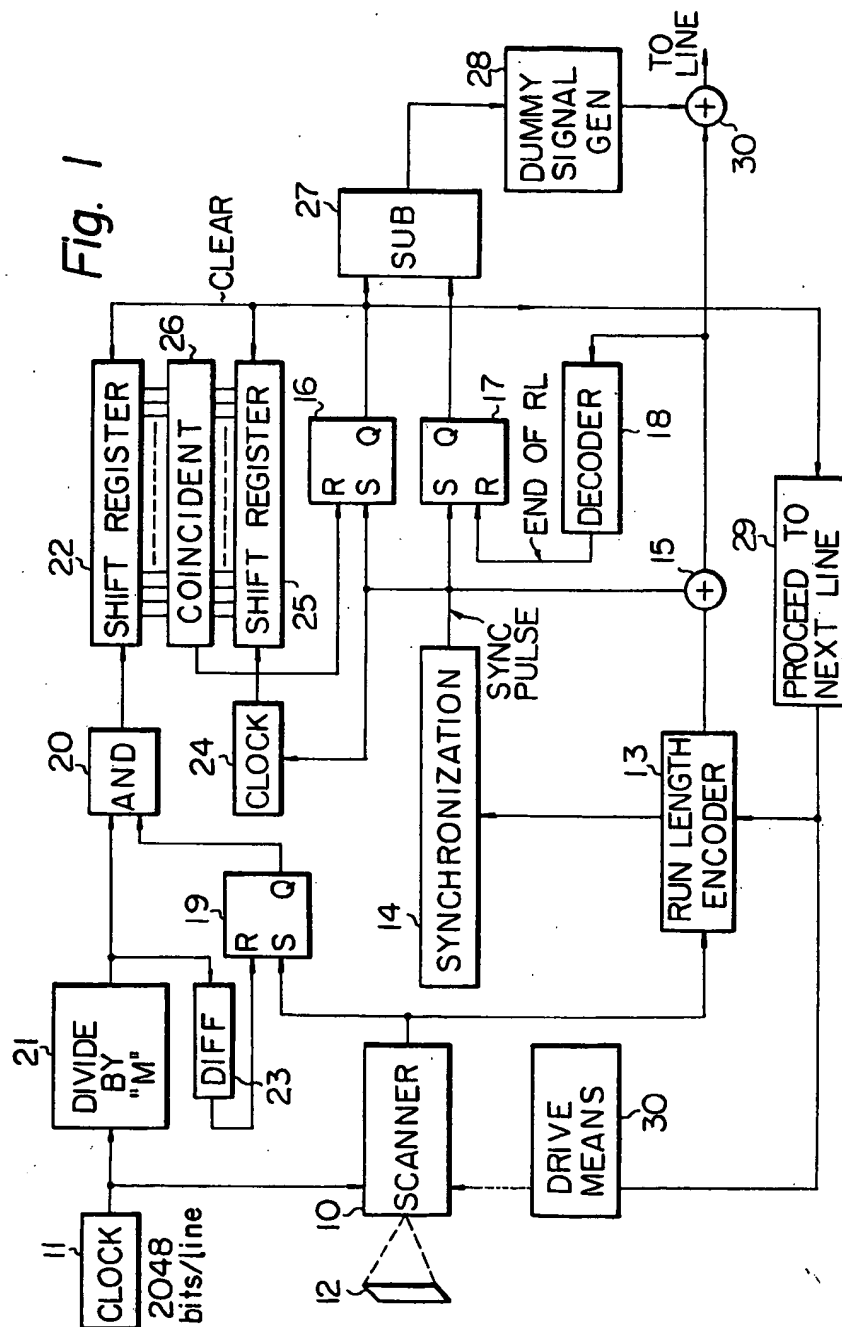 Fig. 1
11
CLOCK
2048
bits/line
21
DIVIDE
BY
"M"
DIFF
23
20
AND
22
SHIFT REGISTER
26
COINCIDENT
SHIFT REGISTER
25
CLEAR
24
CLOCK
19
R
S
Q
16
R
S
Q
17
S
Q
R
27
SUB
28
DUMMY
SIGNAL
GEN
TO
LINE
30
END OF RL
DECODER
18
SYNC
PULSE
14
SYNCHRONIZATION
15
12
10
SCANNER
13
RUN LENGTH
ENCODER
29
PROCEED TO
NEXT LINE
DRIVE
MEANS
30